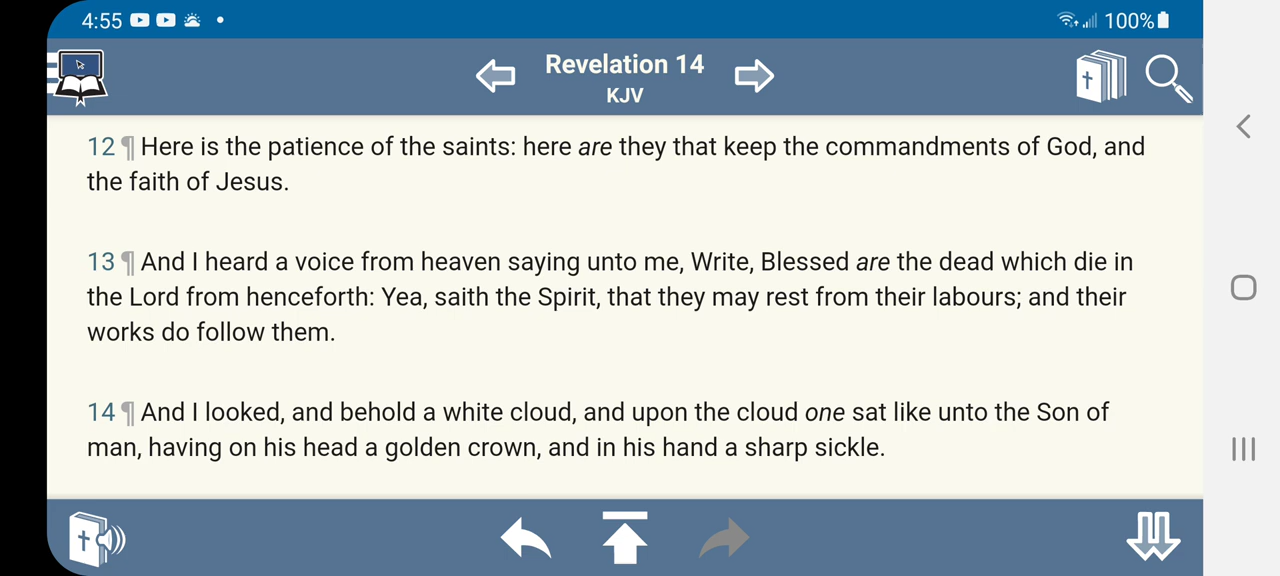 4:55
100%
Revelation 14
KJV
12 ¶ Here is the patience of the saints: here are they that keep the commandments of God, and
the faith of Jesus.
13 ¶ And I heard a voice from heaven saying unto me, Write, Blessed are the dead which die in
the Lord from henceforth: Yea, saith the Spirit, that they may rest from their labours; and their
works do follow them.
14 ¶ And I looked, and behold a white cloud, and upon the cloud one sat like unto the Son of
man, having on his head a golden crown, and in his hand a sharp sickle.